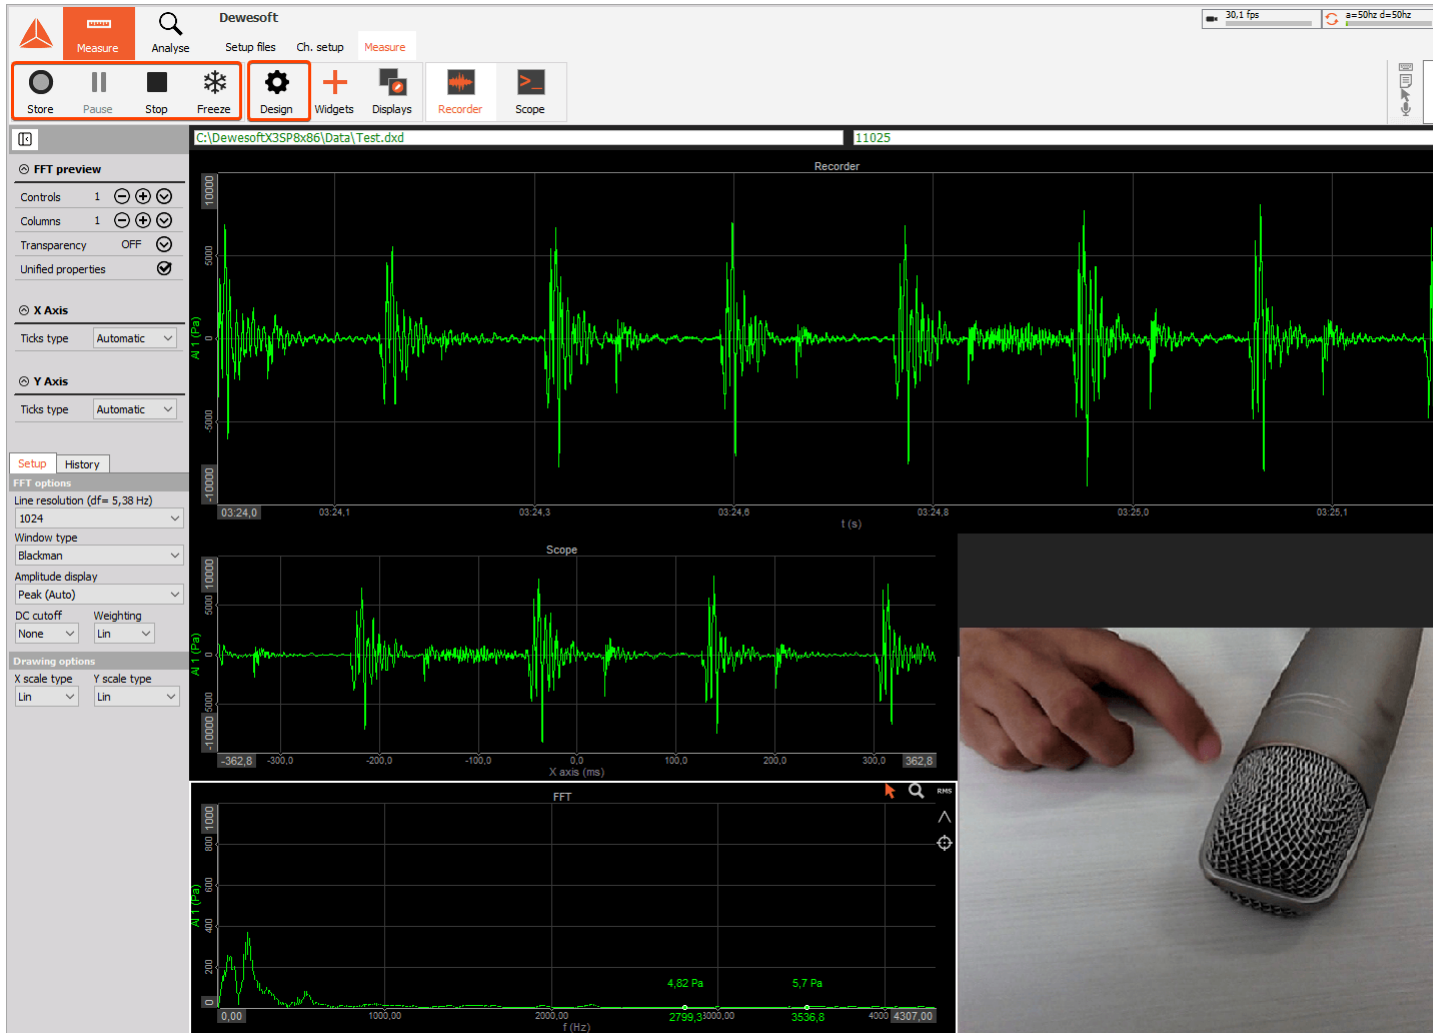 Dewesoft
30,1 fps
a=50hz d=50hz
Measure
Analyse
Setup files
Ch. setup
Measure
Store
Pause
Stop
Freeze
Design
Widgets
Displays
Recorder
Scope
C:\DewesoftX3SP8x86\Data\Test.dxd
11025
FFT preview
Controls 1
Columns 1
Transparency OFF
Unified properties
X Axis
Ticks type Automatic
Y Axis
Ticks type Automatic
Setup
History
FFT options
Line resolution (df= 5,38 Hz)
1024
Window type
Blackman
Amplitude display
Peak (Auto)
DC cutoff Weighting
None Lin
Drawing options
X scale type Y scale type
Lin Lin
Recorder
10000
5000
0
-5000
-10000
AI 1 (Pa)
03:24,0 03:24,1 03:24,3 03:24,6 03:24,8 03:25,0 03:25,1
t (s)
Scope
10000
5000
0
-5000
-10000
AI 1 (Pa)
-362,8 -300,0 -200,0 -100,0 0,0 100,0 200,0 300,0 362,8
X axis (ms)
FFT
RMS
1000
800
600
400
200
0
AI 1 (Pa)
4,82 Pa 5,7 Pa
0,00 1000,00 2000,00 2799,3 3000,00 3536,8 4000 4307,00
f (Hz)